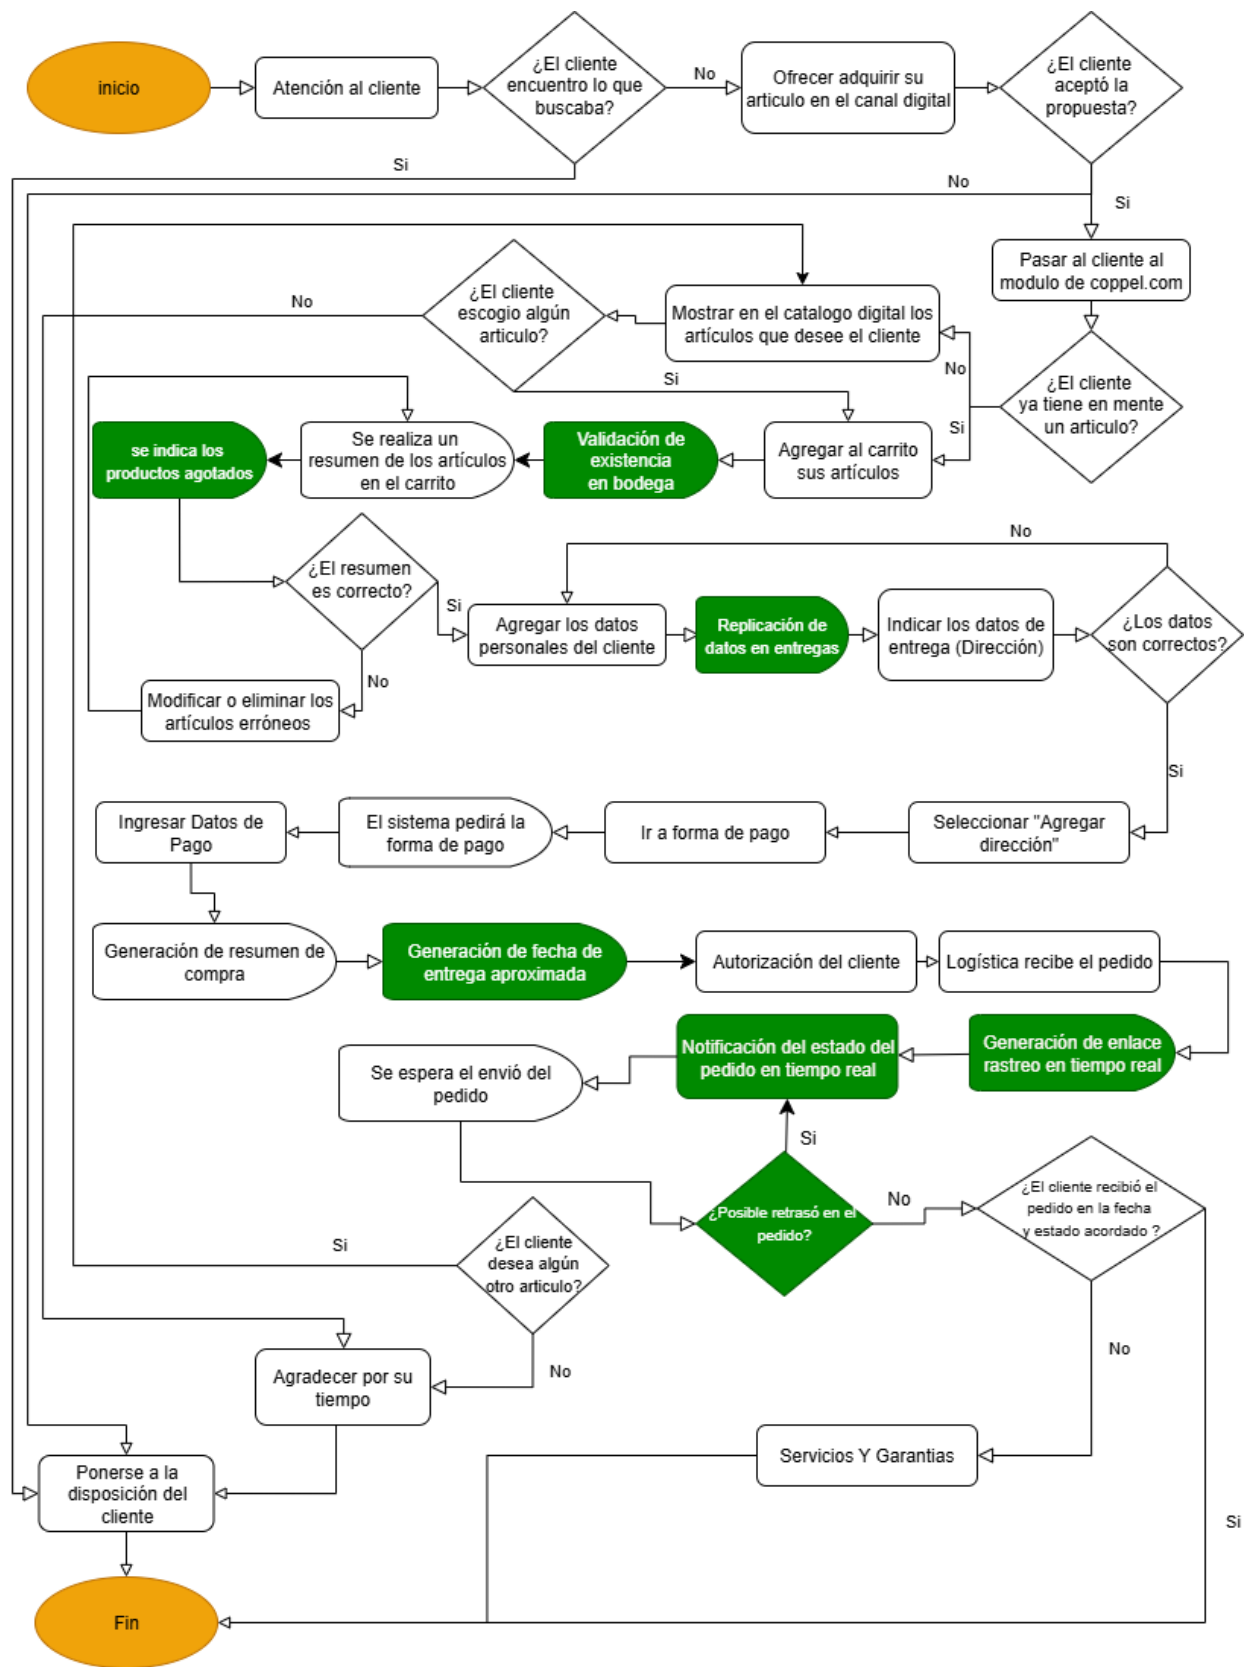 inicio
Atención al cliente
¿El cliente
encuentro lo que
buscaba?
No
Ofrecer adquirir su
articulo en el canal digital
¿El cliente
aceptó la
propuesta?
Si
No
Si
Pasar al cliente al
modulo de coppel.com
¿El cliente
escogio algún
articulo?
No
Mostrar en el catalogo digital los
artículos que desee el cliente
No
¿El cliente
ya tiene en mente
un articulo?
Si
Si
se indica los
productos agotados
Se realiza un
resumen de los artículos
en el carrito
Validación de
existencia
en bodega
Agregar al carrito
sus artículos
No
¿El resumen
es correcto?
Si
Agregar los datos
personales del cliente
Replicación de
datos en entregas
Indicar los datos de
entrega (Dirección)
¿Los datos
son correctos?
No
Modificar o eliminar los
artículos erróneos
Si
Ingresar Datos de
Pago
El sistema pedirá la
forma de pago
Ir a forma de pago
Seleccionar "Agregar
dirección"
Generación de resumen de
compra
Generación de fecha de
entrega aproximada
Autorización del cliente
Logística recibe el pedido
Se espera el envió del
pedido
Notificación del estado del
pedido en tiempo real
Generación de enlace
rastreo en tiempo real
Si
¿Posible retrasó en el
pedido?
No
¿El cliente recibió el
pedido en la fecha
y estado acordado ?
Si
¿El cliente
desea algún
otro articulo?
No
No
Agradecer por su
tiempo
Servicios Y Garantias
Ponerse a la
disposición del
cliente
Si
Fin